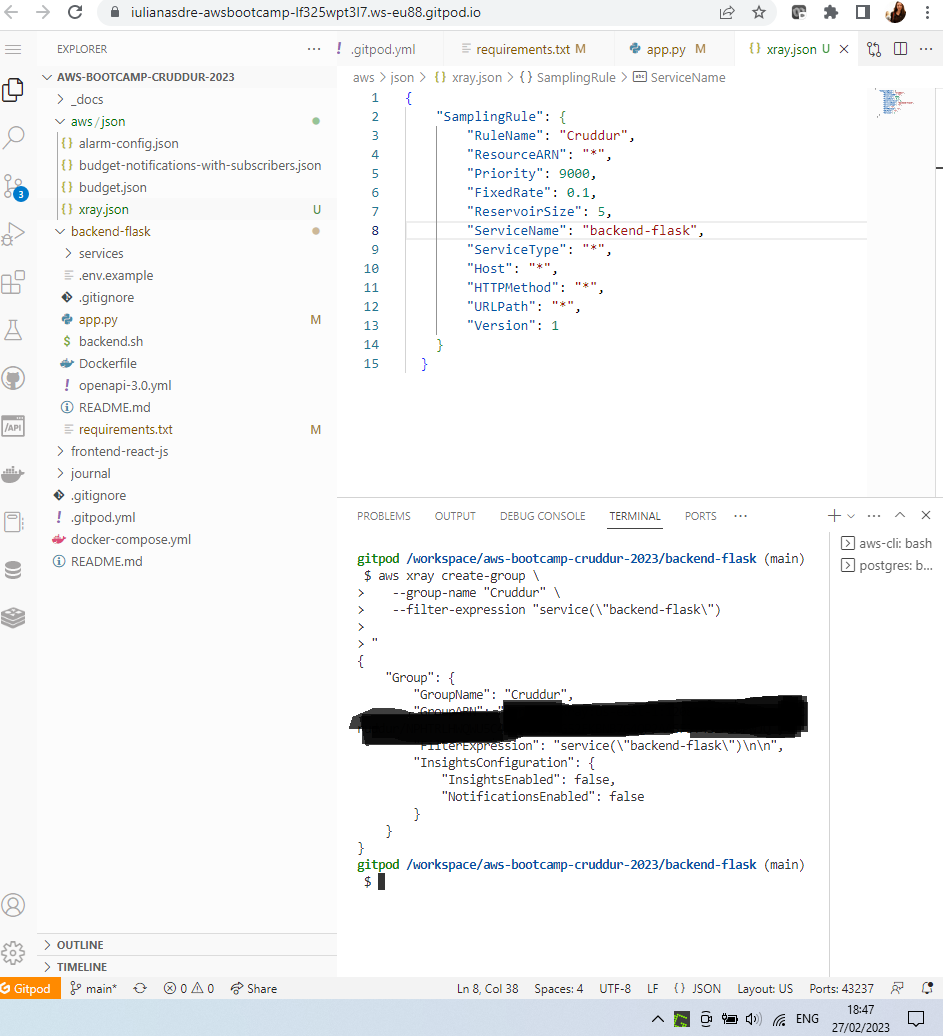 iulianasdre-awsbootcamp-lf325wpt3l7.ws-eu88.gitpod.io
EXPLORER
AWS-BOOTCAMP-CRUDDUR-2023
_docs
aws/json
alarm-config.json
budget-notifications-with-subscribers.json
budget.json
xray.json U
backend-flask
services
.env.example
.gitignore
app.py M
backend.sh
Dockerfile
openapi-3.0.yml
README.md
requirements.txt M
frontend-react-js
journal
.gitignore
.gitpod.yml
docker-compose.yml
README.md
OUTLINE
TIMELINE
3
/API
.gitpod.yml
requirements.txt M
app.py M
xray.json U
aws > json > {} xray.json > {} SamplingRule > abc ServiceName
1 {
2 "SamplingRule": {
3 "RuleName": "Cruddur",
4 "ResourceARN": "*",
5 "Priority": 9000,
6 "FixedRate": 0.1,
7 "ReservoirSize": 5,
8 "ServiceName": "backend-flask",
9 "ServiceType": "*",
10 "Host": "*",
11 "HTTPMethod": "*",
12 "URLPath": "*",
13 "Version": 1
14 }
15 }
PROBLEMS OUTPUT DEBUG CONSOLE TERMINAL PORTS
aws-cli: bash
postgres: b...
gitpod /workspace/aws-bootcamp-cruddur-2023/backend-flask (main)
$ aws xray create-group \
> --group-name "Cruddur" \
> --filter-expression "service(\"backend-flask\")
>
> "
{
"Group": {
"GroupName": "Cruddur",
"GroupARN": "
"FilterExpression": "service(\"backend-flask\")\n\n",
"InsightsConfiguration": {
"InsightsEnabled": false,
"NotificationsEnabled": false
}
}
}
gitpod /workspace/aws-bootcamp-cruddur-2023/backend-flask (main)
$
Gitpod main* 0 0 Share Ln 8, Col 38 Spaces: 4 UTF-8 LF {} JSON Layout: US Ports: 43237
ENG
18:47
27/02/2023